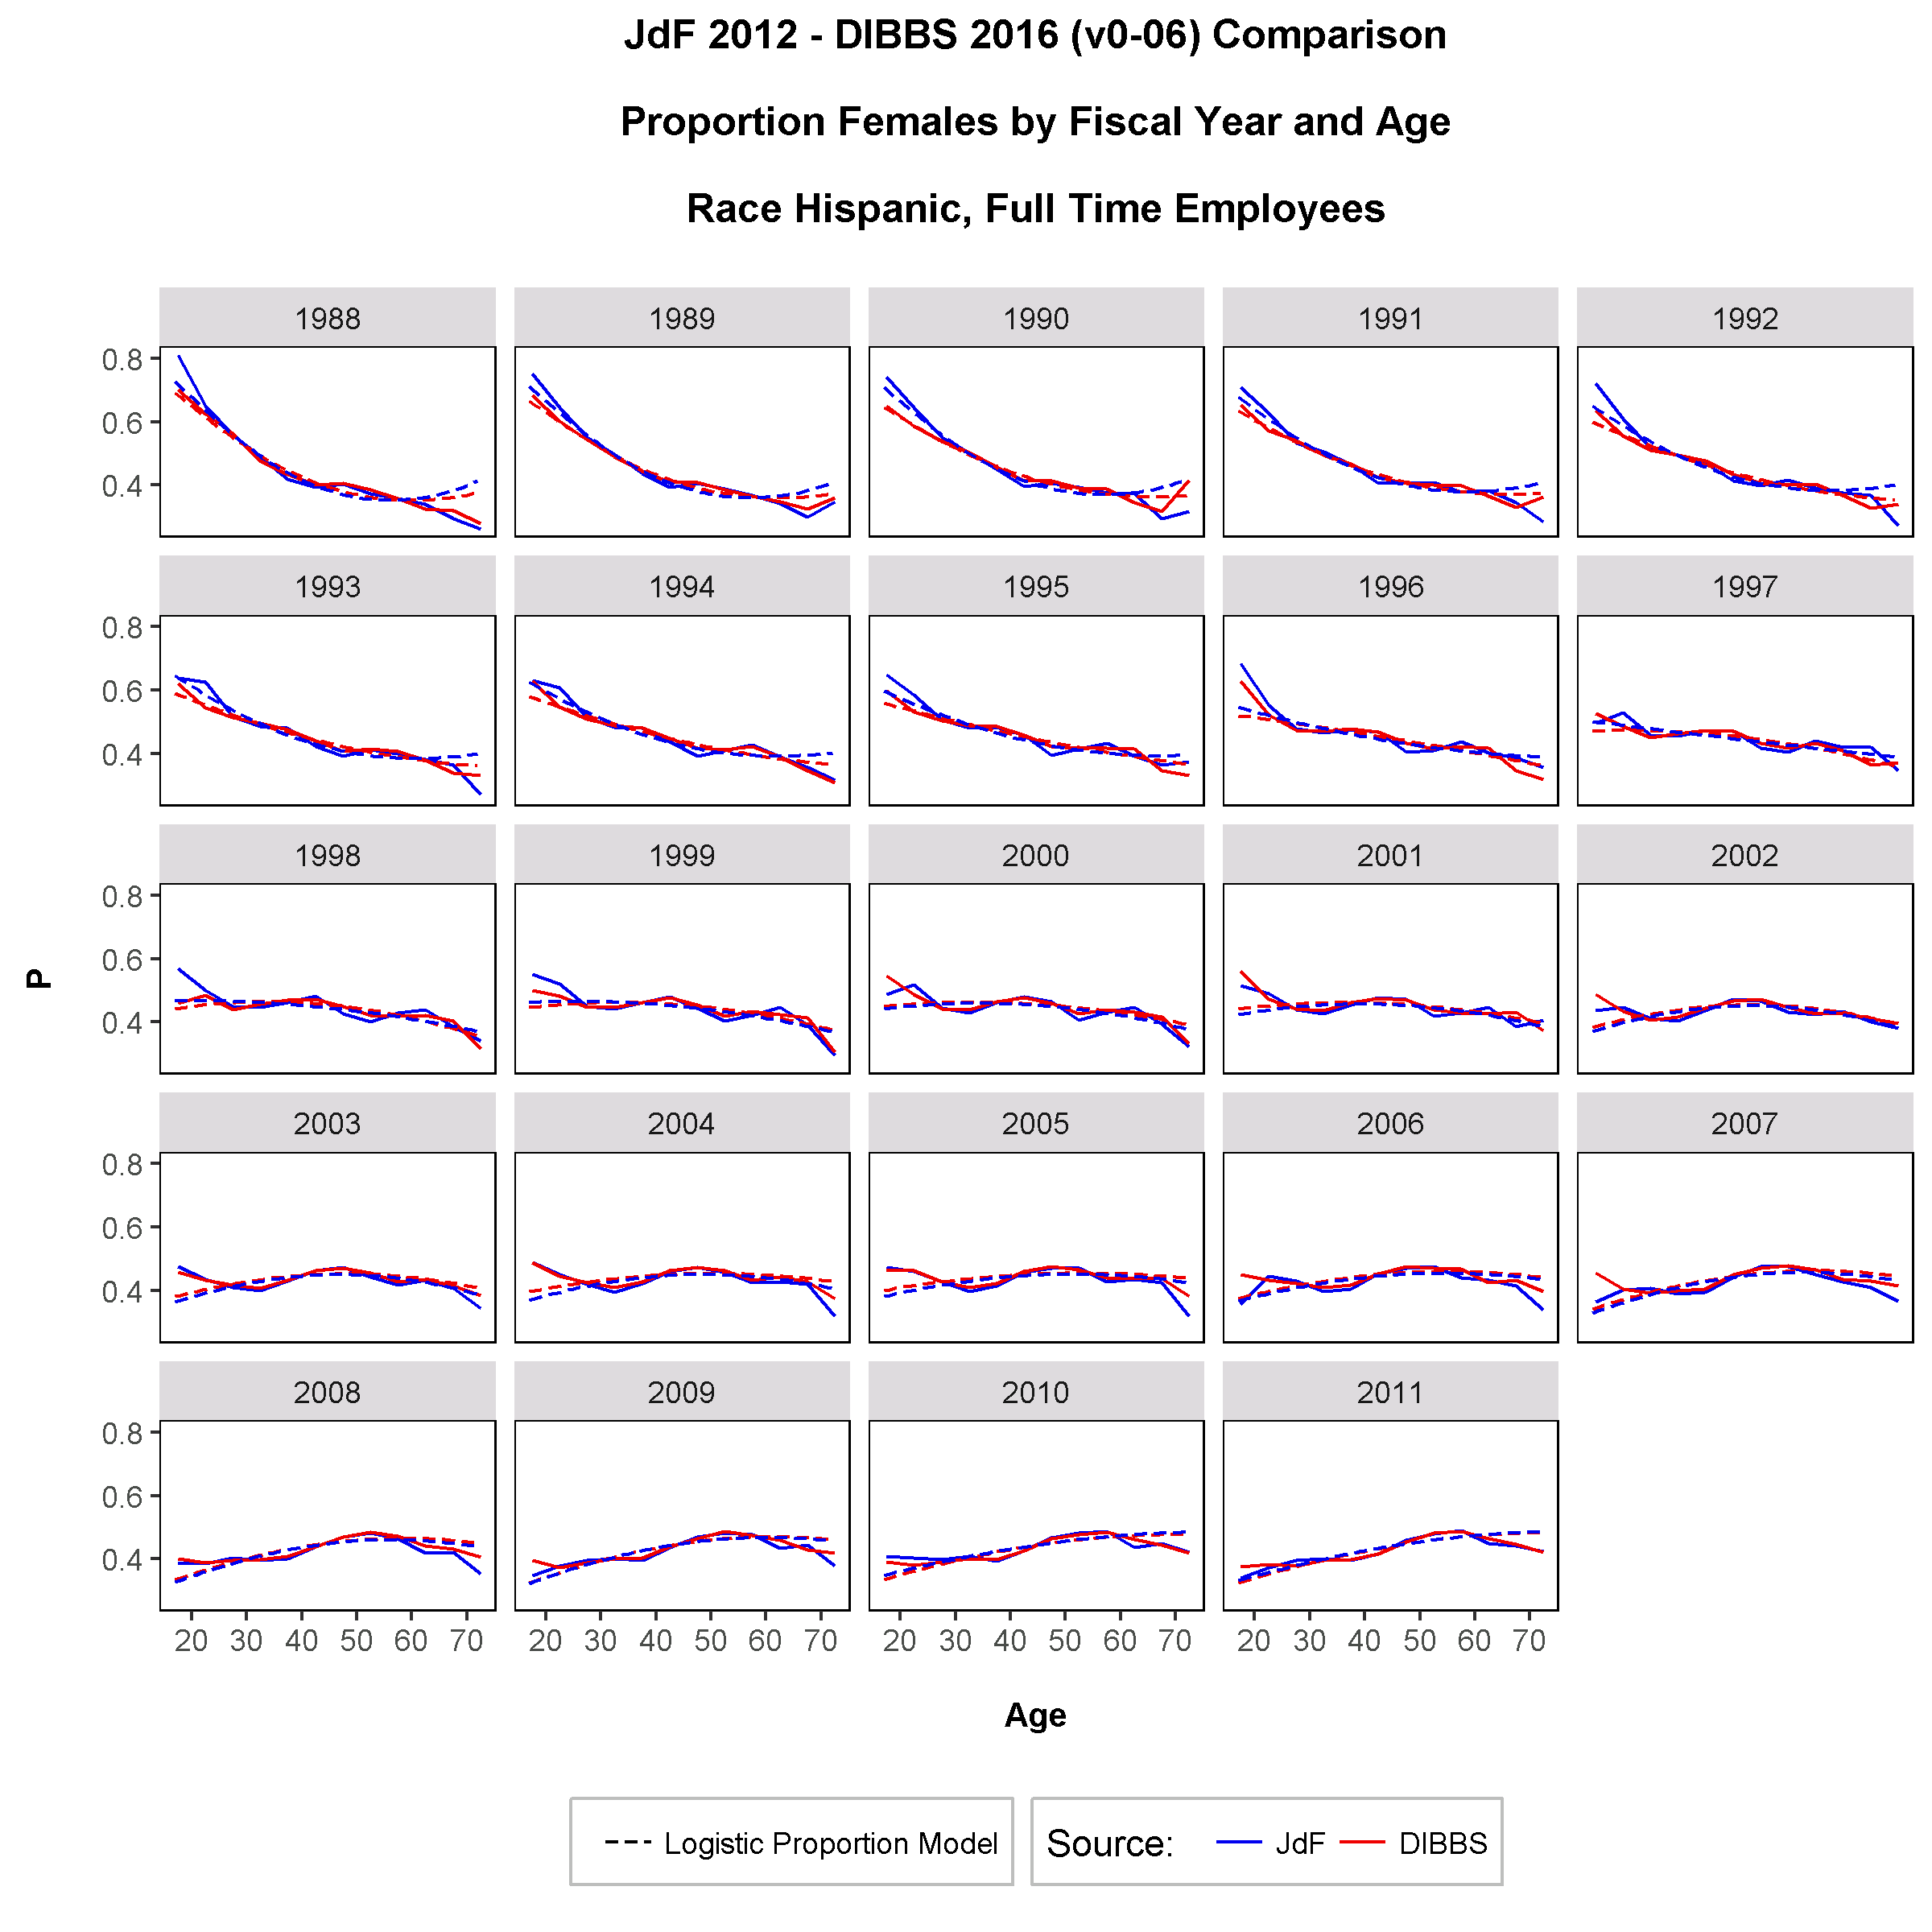 JdF 2012 - DIBBS 2016 (v0-06) Comparison
Proportion Females by Fiscal Year and Age
Race Hispanic, Full Time Employees
1988 1989 1990 1991 1992
0.8
0.6
0.4
1993 1994 1995 1996 1997
0.8
0.6
0.4
1998 1999 2000 2001 2002
0.8
0.6
0.4
P
2003 2004 2005 2006 2007
0.8
0.6
0.4
2008 2009 2010 2011
0.8
0.6
0.4
20 30 40 50 60 70 20 30 40 50 60 70 20 30 40 50 60 70 20 30 40 50 60 70
Age
Logistic Proportion Model Source: JdF DIBBS